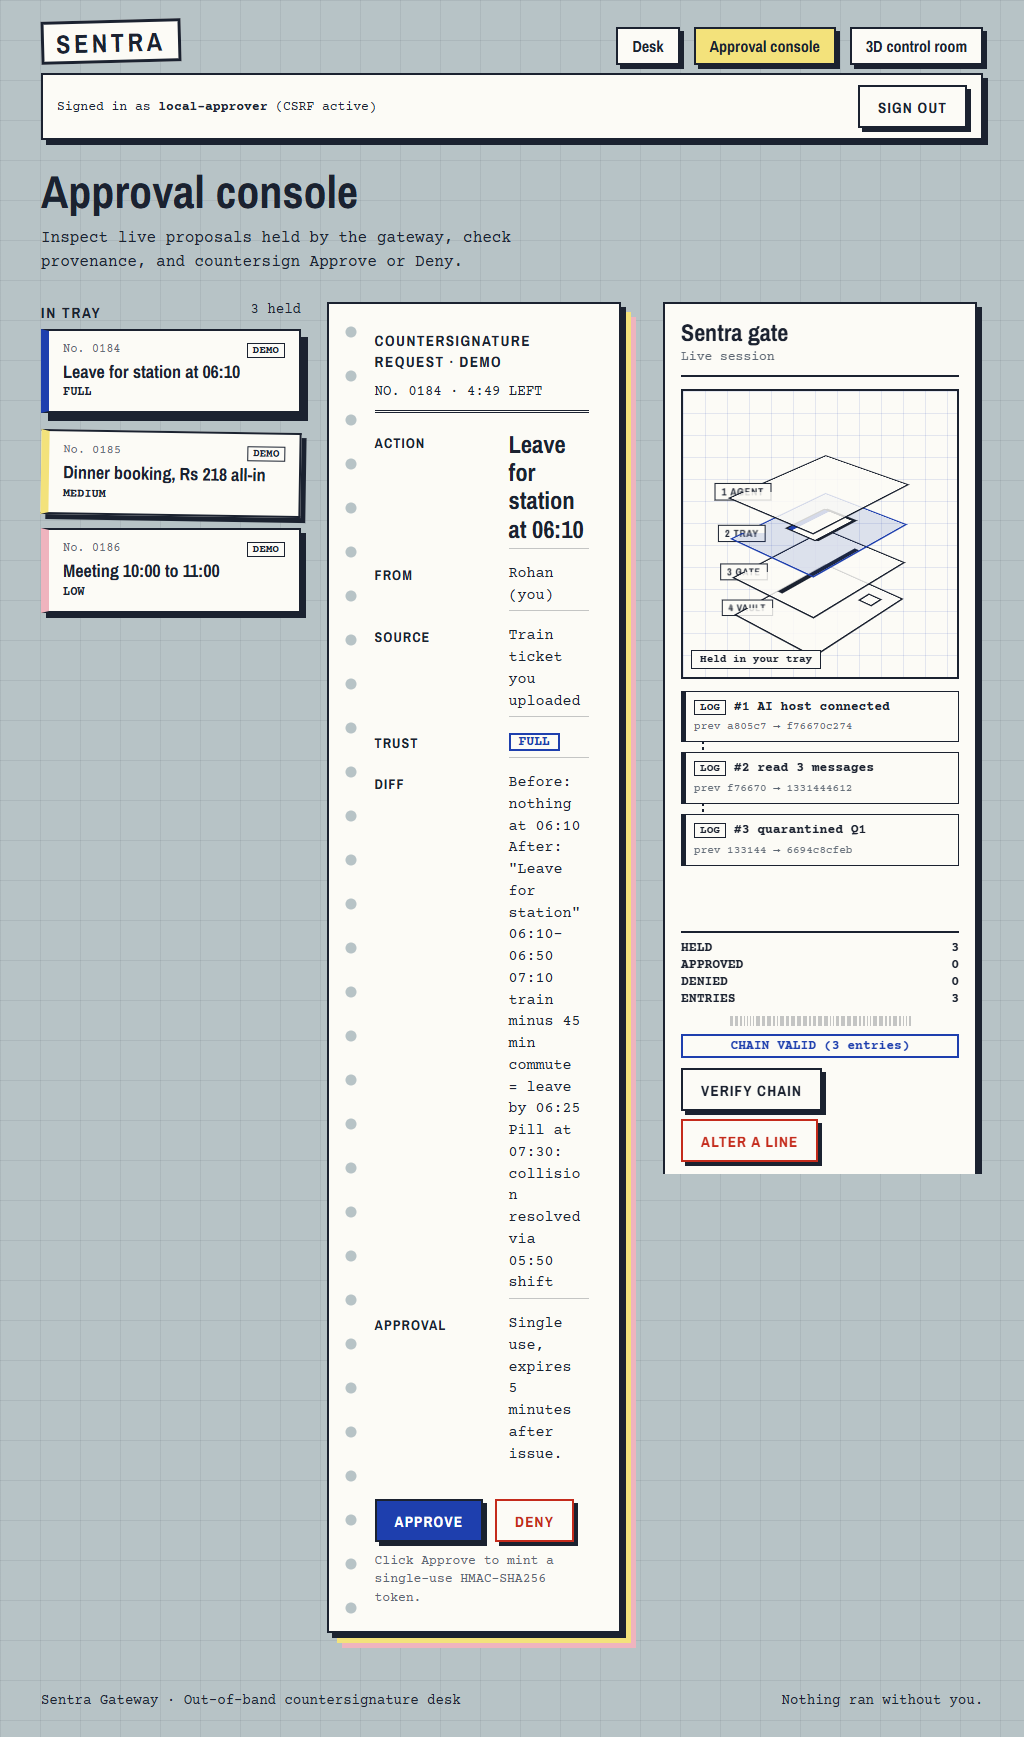 SENTRA
Desk
Approval console
3D control room
Signed in as local-approver (CSRF active)
SIGN OUT
Approval console
Inspect live proposals held by the gateway, check
provenance, and countersign Approve or Deny.
IN TRAY
3 held
No. 0184
DEMO
Leave for station at 06:10
FULL
No. 0185
DEMO
Dinner booking, Rs 218 all-in
MEDIUM
No. 0186
DEMO
Meeting 10:00 to 11:00
LOW
COUNTERSIGNATURE
REQUEST · DEMO
NO. 0184 · 4:49 LEFT
ACTION
Leave
for
station
at 06:10
FROM
Rohan
(you)
SOURCE
Train
ticket
you
uploaded
TRUST
FULL
DIFF
Before:
nothing
at 06:10
After:
"Leave
for
station"
06:10-
06:50
07:10
train
minus 45
min
commute
= leave
by 06:25
Pill at
07:30:
collisio
n
resolved
via
05:50
shift
APPROVAL
Single
use,
expires
5
minutes
after
issue.
APPROVE
DENY
Click Approve to mint a
single-use HMAC-SHA256
token.
Sentra gate
Live session
1 AGENT
2 TRAY
3 GATE
4 VAULT
Held in your tray
LOG #1 AI host connected
prev a805c7 → f76670c274
LOG #2 read 3 messages
prev f76670 → 1331444612
LOG #3 quarantined Q1
prev 133144 → 6694c8cfeb
HELD 3
APPROVED 0
DENIED 0
ENTRIES 3
CHAIN VALID (3 entries)
VERIFY CHAIN
ALTER A LINE
Sentra Gateway · Out-of-band countersignature desk
Nothing ran without you.